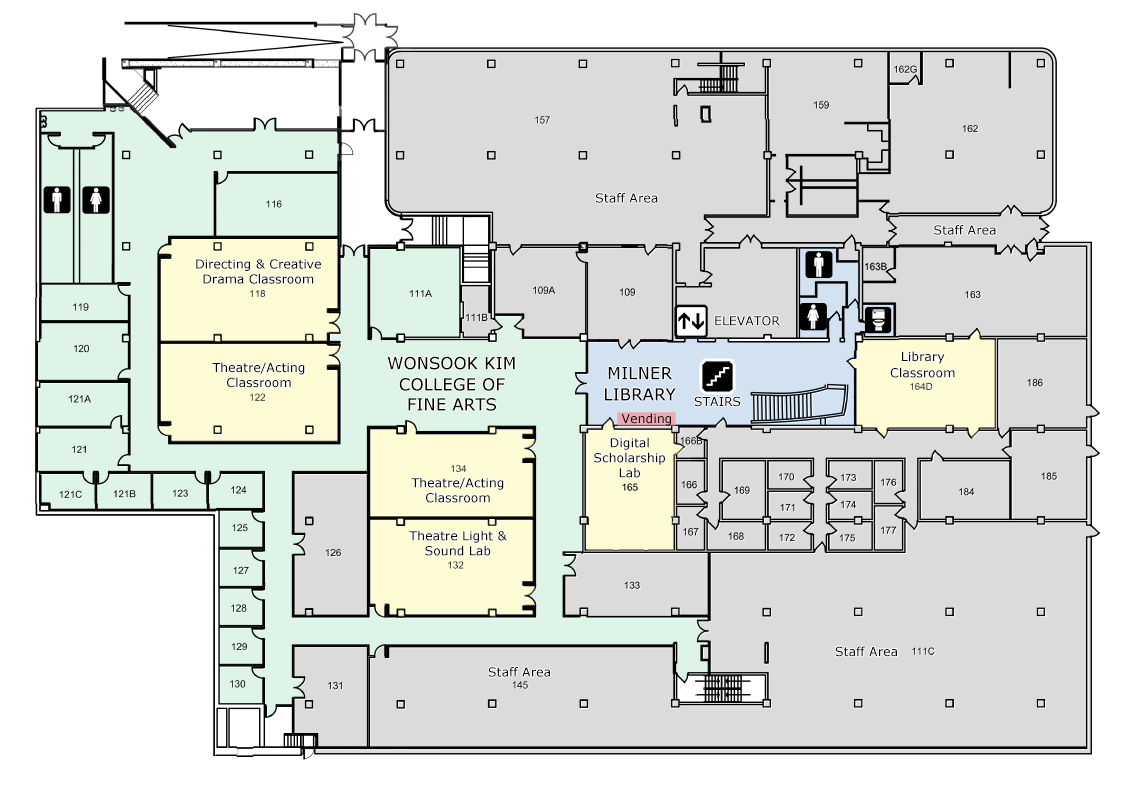 162G
159
157
162
Staff Area
116
Staff Area
Directing & Creative
Drama Classroom
118
163B
119
111A
111B
109A
109
163
ELEVATOR
120
Theatre/Acting
Classroom
122
WONSOOK KIM
COLLEGE OF
FINE ARTS
MILNER
LIBRARY
STAIRS
Vending
Library
Classroom
164D
186
121A
121
134
Theatre/Acting
Classroom
Digital
Scholarship
Lab
165
166B
166
167
169
168
170
171
172
173
174
175
176
177
184
185
121C
121B
123
124
125
126
Theatre Light &
Sound Lab
132
127
133
128
129
130
131
Staff Area
145
Staff Area
111C